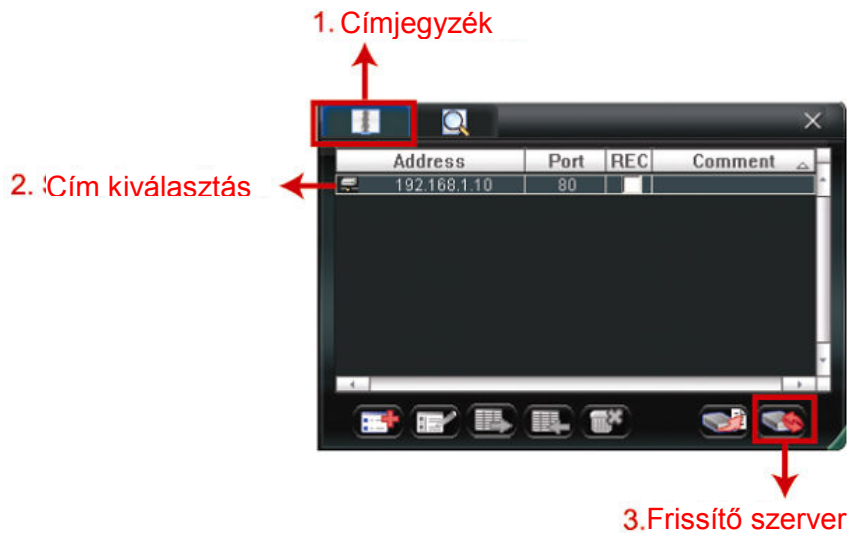 1. Címjegyzék
Address Port REC Comment
2. Cím kiválasztás
192.168.1.10 80
3.Frissítő szerver